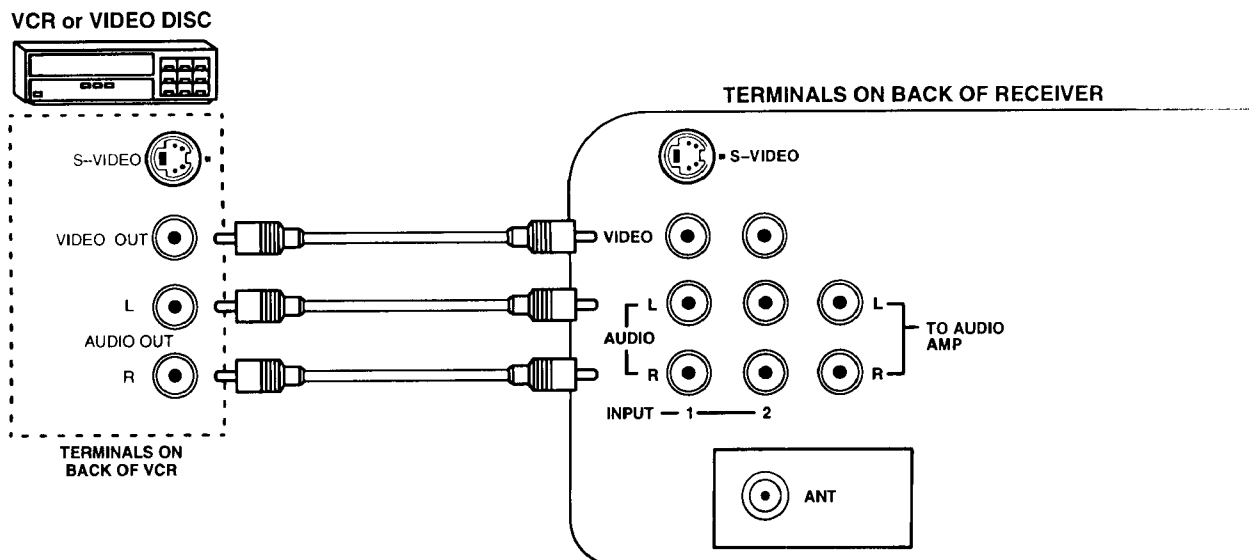 VCR or VIDEO DISC
TERMINALS ON BACK OF RECEIVER
S--VIDEO
S-VIDEO
VIDEO OUT
VIDEO
L
L
L
AUDIO OUT
AUDIO
TO AUDIO
AMP
R
R
R
INPUT 1 2
TERMINALS ON
BACK OF VCR
ANT